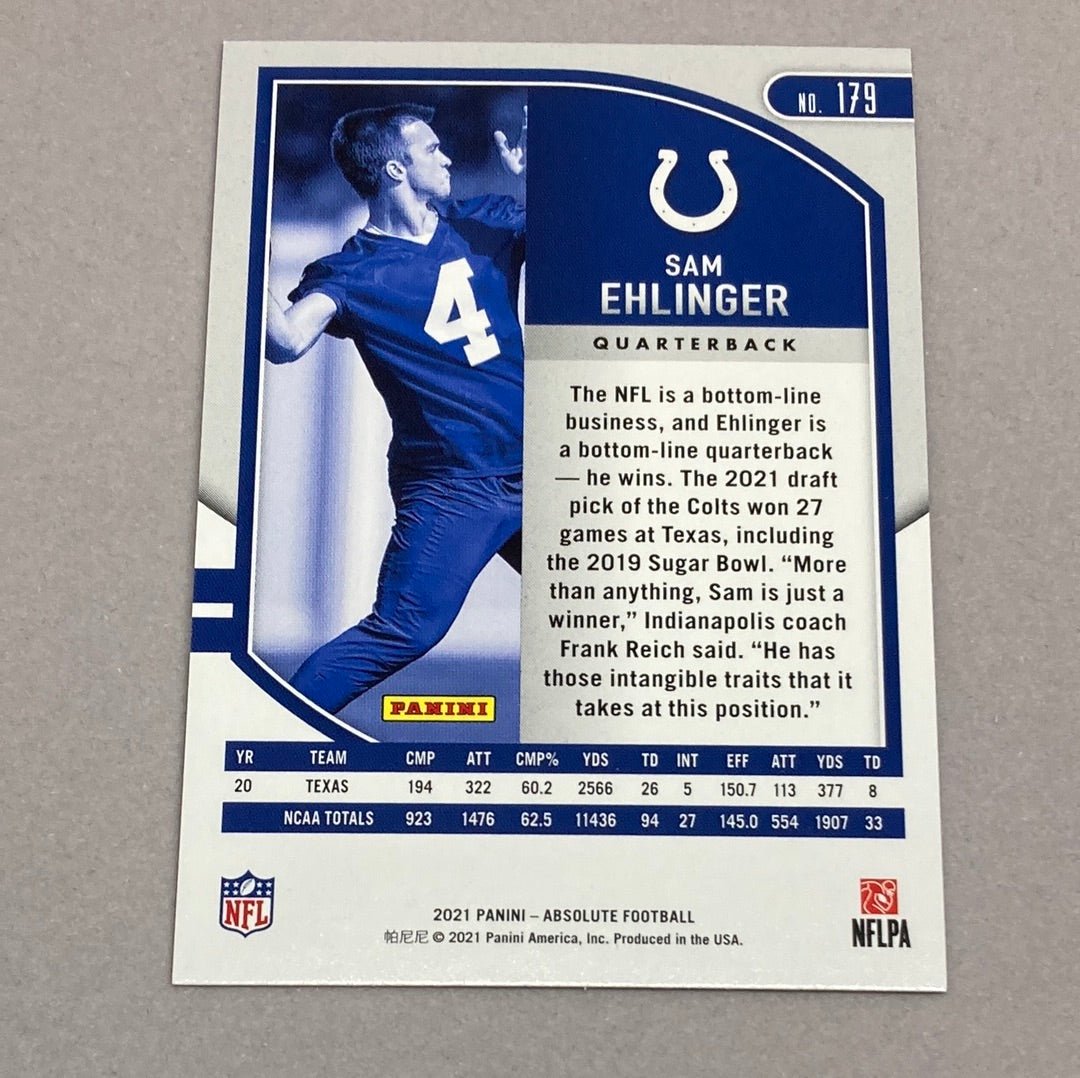 NO. 179
4
SAM
EHLINGER
QUARTERBACK
The NFL is a bottom-line
business, and Ehlinger is
a bottom-line quarterback
— he wins. The 2021 draft
pick of the Colts won 27
games at Texas, including
the 2019 Sugar Bowl. “More
than anything, Sam is just a
winner,” Indianapolis coach
Frank Reich said. “He has
those intangible traits that it
takes at this position.”
PANINI
YR TEAM CMP ATT CMP% YDS TD INT EFF ATT YDS TD
20 TEXAS 194 322 60.2 2566 26 5 150.7 113 377 8
NCAA TOTALS 923 1476 62.5 11436 94 27 145.0 554 1907 33
NFL
2021 PANINI – ABSOLUTE FOOTBALL
帕尼尼 © 2021 Panini America, Inc. Produced in the USA.
NFLPA